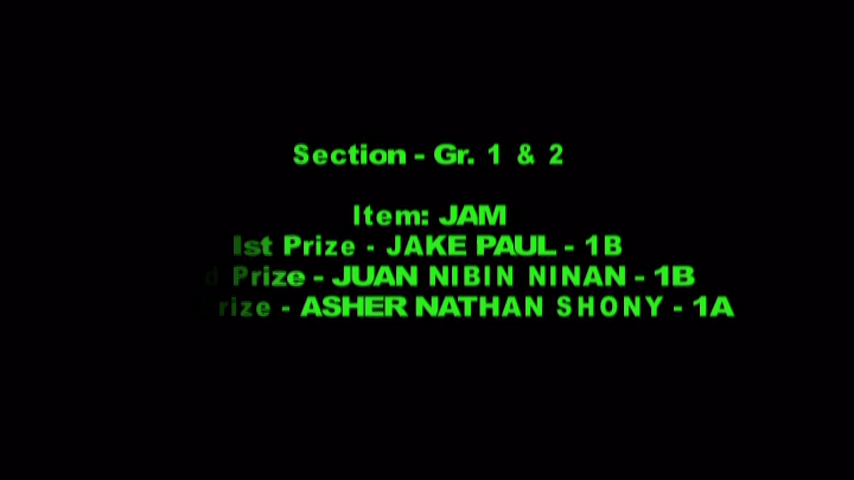 Section - Gr. 1 & 2
Item: JAM
Ist Prize - JAKE PAUL - 1B
Prize - JUAN NIBIN NINAN - 1B
- ASHER NATHAN SHONY - 1A